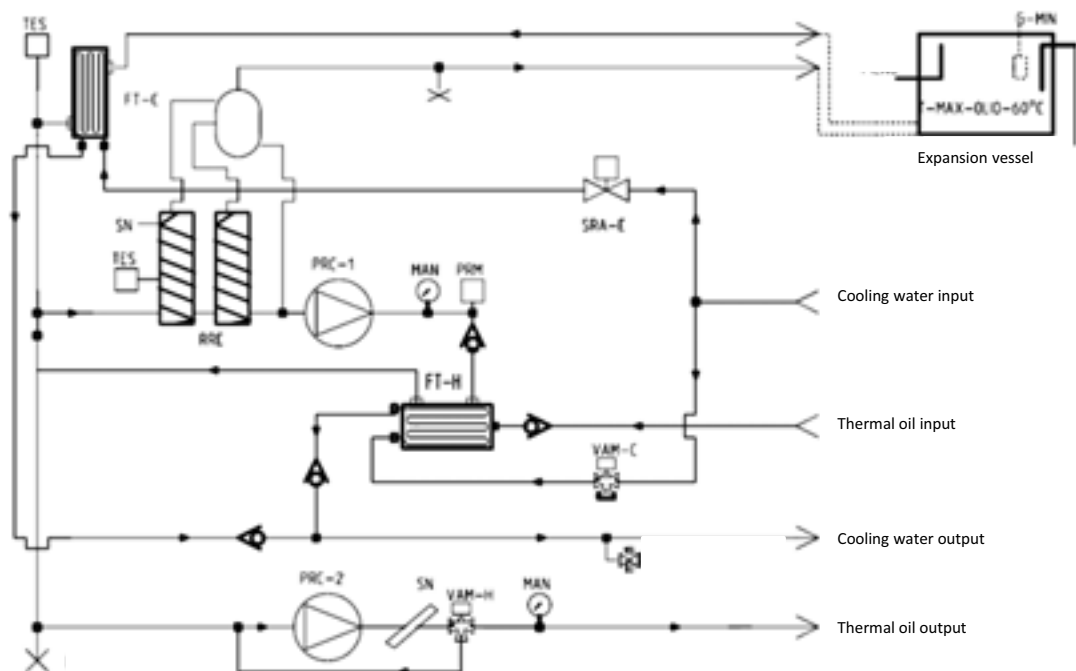 TES
G-MIN
FT-E
T-MAX-OLIO-60°C
Expansion vessel
SN
SRA-E
TES
PRC-1
MAN
PRM
Cooling water input
RRE
FT-H
Thermal oil input
VAM-C
Cooling water output
PRC-2
SN
VAM-H
MAN
Thermal oil output